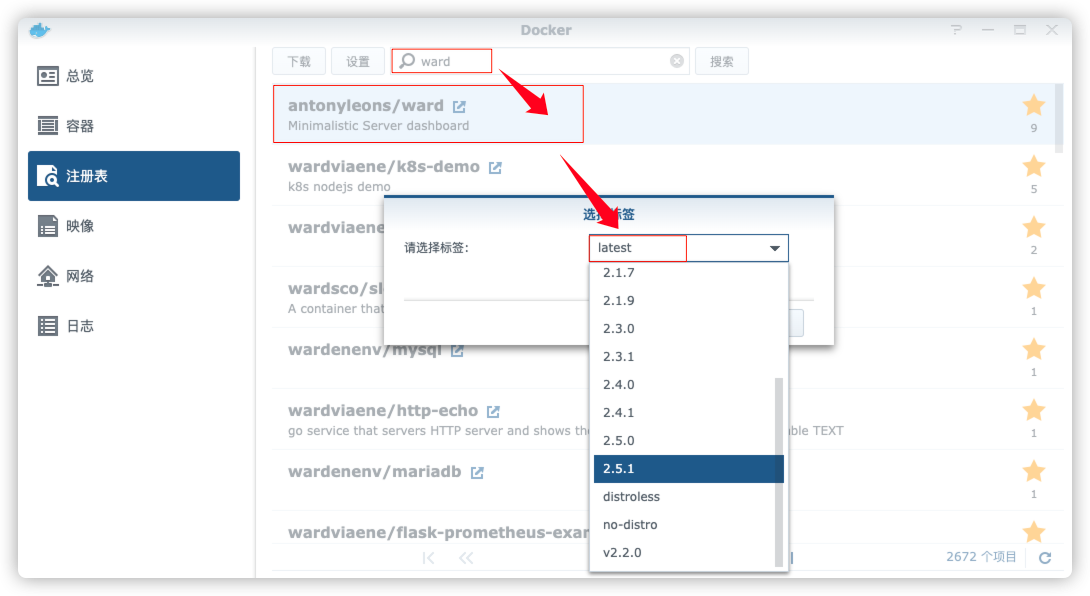 Docker
总览
容器
注册表
映像
网络
日志
下载
设置
ward
搜索
antonyleons/ward
Minimalistic Server dashboard
9
wardviaene/k8s-demo
k8s nodejs demo
5
wardviaene
2
wardsco/sl
A container that
1
wardenenv/mysql
1
wardviaene/http-echo
go service that servers HTTP server and shows the
ble TEXT
1
wardenenv/mariadb
1
wardviaene/flask-prometheus-exam
2672 个项目
选择标签
请选择标签:
latest
2.1.7
2.1.9
2.3.0
2.3.1
2.4.0
2.4.1
2.5.0
2.5.1
distroless
no-distro
v2.2.0